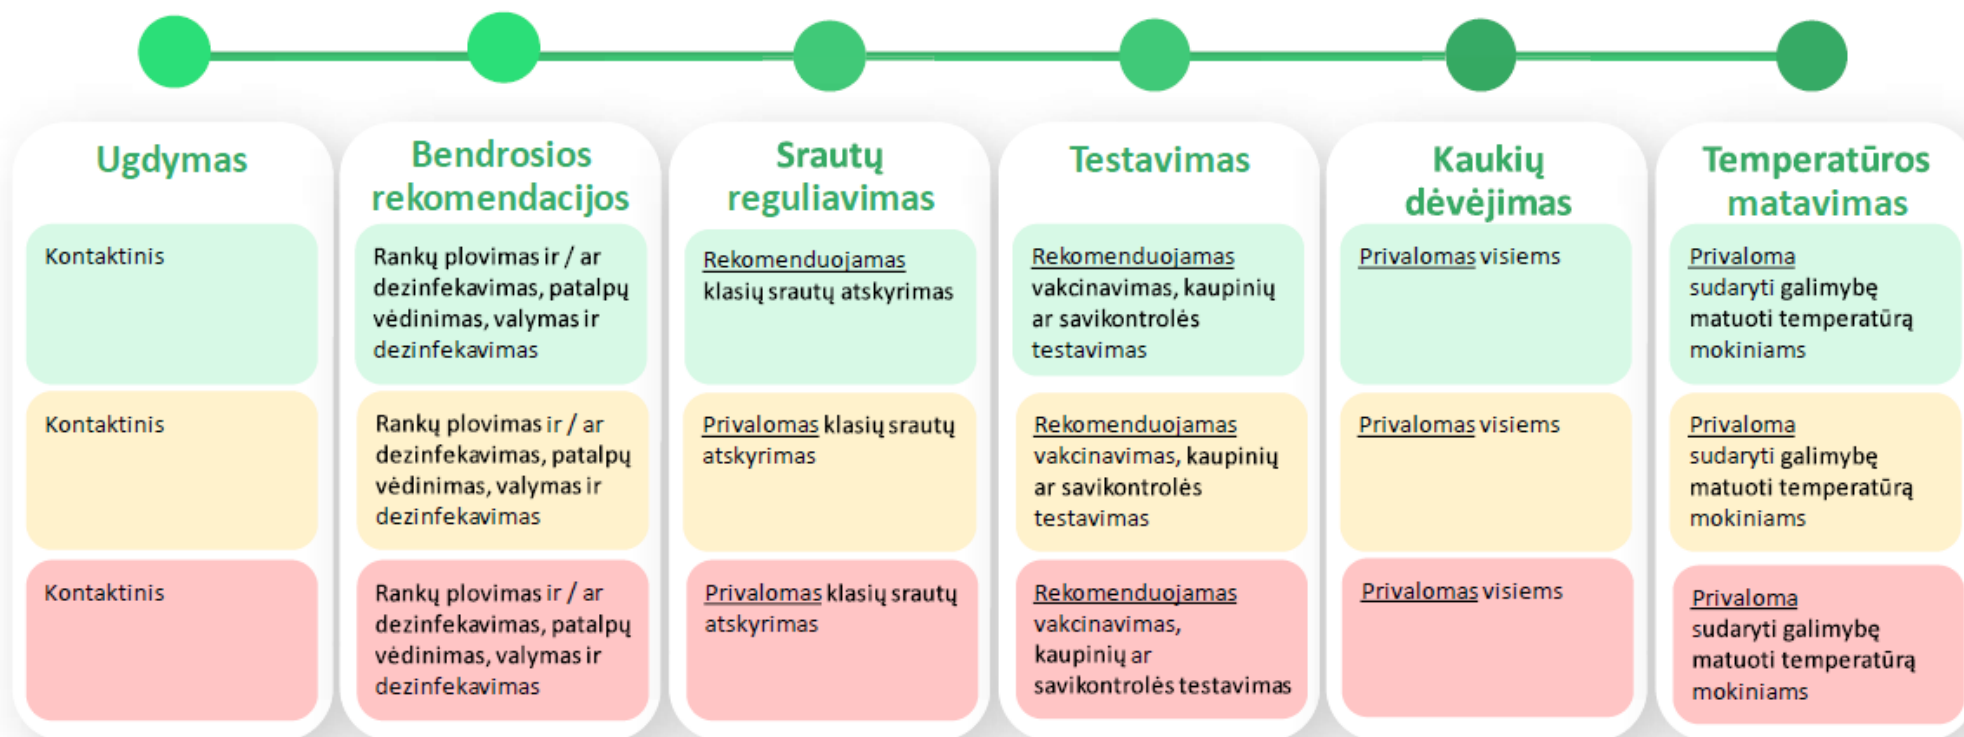 Ugdymas
Kontaktinis
Kontaktinis
Kontaktinis
Bendrosios
rekomendacijos
Rankų plovimas ir / ar
dezinfekavimas, patalpų
vėdinimas, valymas ir
dezinfekavimas
Rankų plovimas ir / ar
dezinfekavimas, patalpų
vėdinimas, valymas ir
dezinfekavimas
Rankų plovimas ir / ar
dezinfekavimas, patalpų
vėdinimas, valymas ir
dezinfekavimas
Srautų
reguliavimas
Rekomenduojamas
klasių srautų atskyrimas
Privalomas klasių srautų
atskyrimas
Privalomas klasių srautų
atskyrimas
Testavimas
Rekomenduojamas
vakcinavimas, kaupinių
ar savikontrolės
testavimas
Rekomenduojamas
vakcinavimas, kaupinių
ar savikontrolės
testavimas
Rekomenduojamas
vakcinavimas,
kaupinių ar
savikontrolės testavimas
Kaukių
dėvėjimas
Privalomas visiems
Privalomas visiems
Privalomas visiems
Temperatūros
matavimas
Privaloma
sudaryti galimybę
matuoti temperatūrą
mokiniams
Privaloma
sudaryti galimybę
matuoti temperatūrą
mokiniams
Privaloma
sudaryti galimybę
matuoti temperatūrą
mokiniams